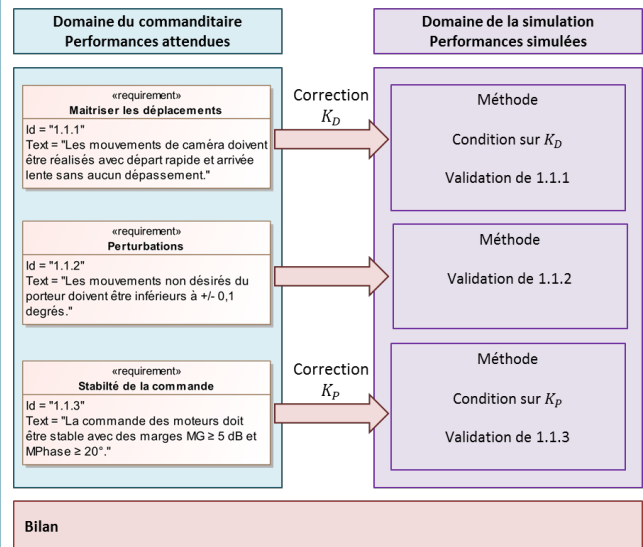 Domaine du commanditaire
Performances attendues
Domaine de la simulation
Performances simulées
«requirement»
Maitriser les déplacements
Id = "1.1.1"
Text = "Les mouvements de caméra doivent
être réalisés avec départ rapide et arrivée
lente sans aucun dépassement."
Correction
K_D
Méthode
Condition sur K_D
Validation de 1.1.1
«requirement»
Perturbations
Id = "1.1.2"
Text = "Les mouvements non désirés du
porteur doivent être inférieurs à +/- 0,1
degrés."
Méthode
Validation de 1.1.2
«requirement»
Stabilté de la commande
Id = "1.1.3"
Text = "La commande des moteurs doit
être stable avec des marges MG ≥ 5 dB et
MPhase ≥ 20°."
Correction
K_P
Méthode
Condition sur K_P
Validation de 1.1.3
Bilan